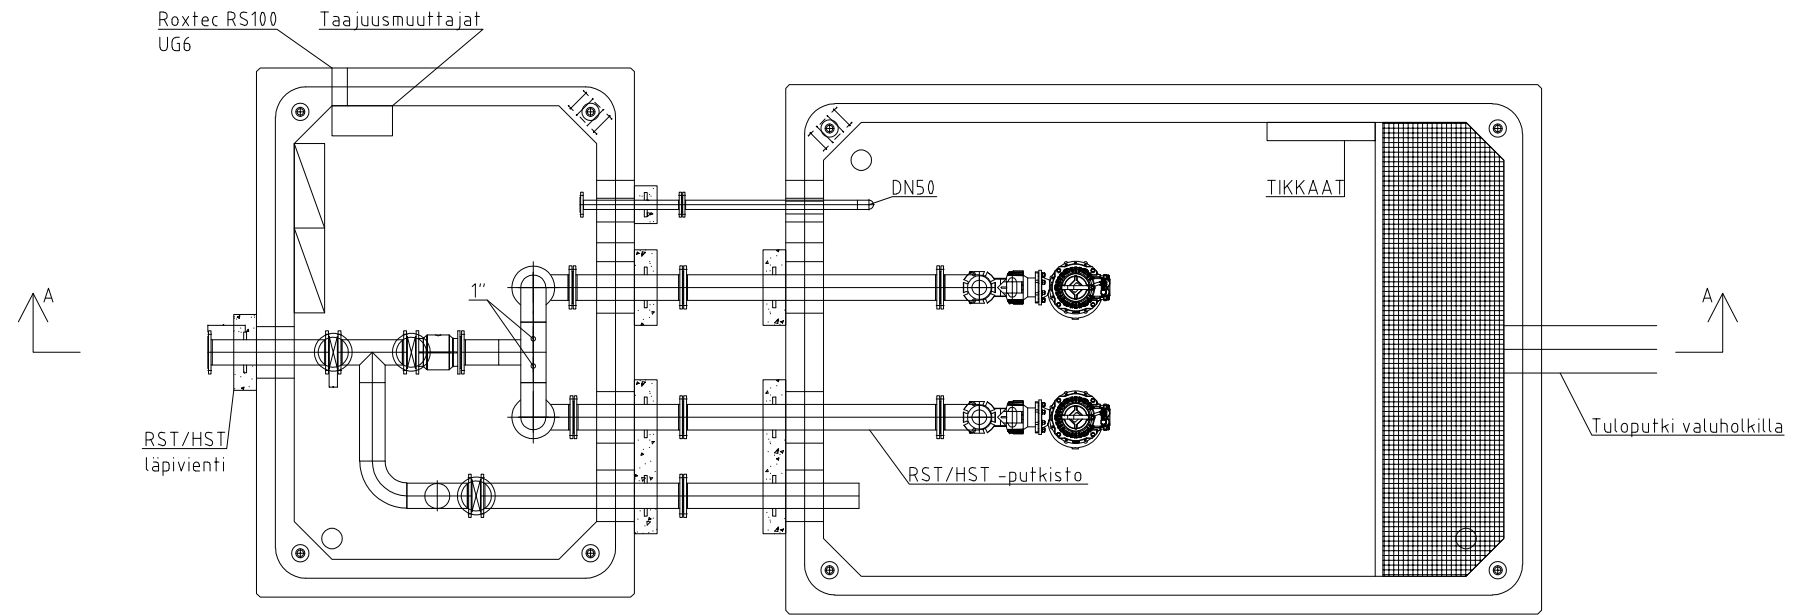 Roxtec RS100
UG6
Taajuusmuuttajat
DN50
TIKKAAT
1"
A
A
RST/HST
läpivienti
RST/HST -putkisto
Tuloputki valuholkilla